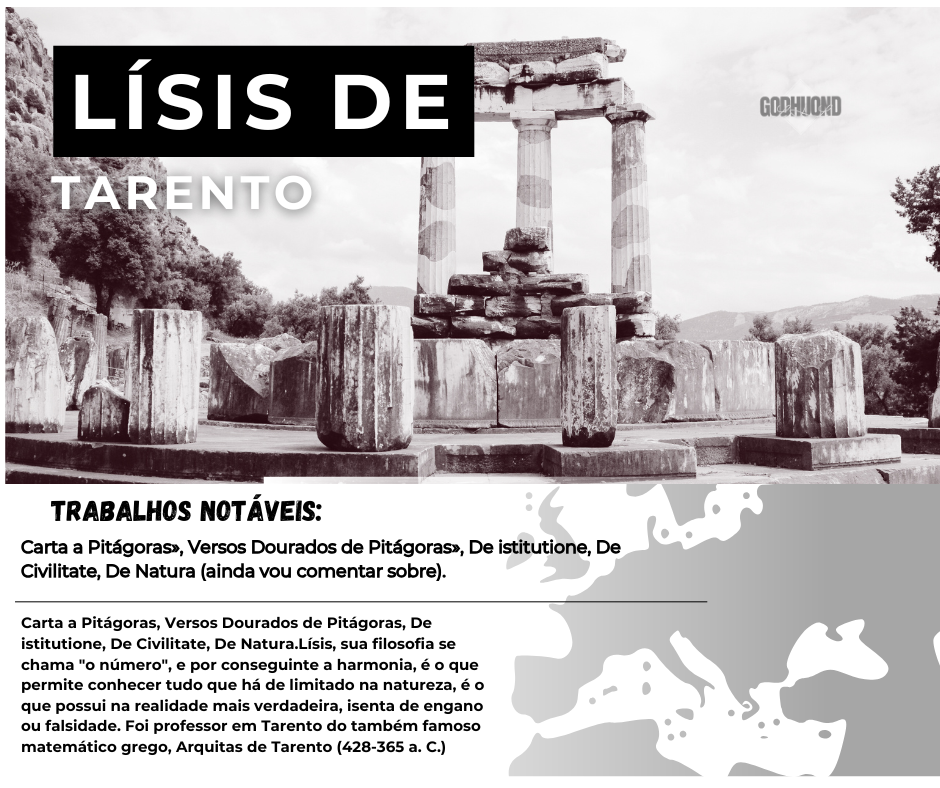 LÍSIS DE
TARENTO
GODHUOND
TRABALHOS NOTÁVEIS:
Carta a Pitágoras», Versos Dourados de Pitágoras», De istitutione, De
Civilitate, De Natura (ainda vou comentar sobre).
Carta a Pitágoras, Versos Dourados de Pitágoras, De
istitutione, De Civilitate, De Natura.Lísis, sua filosofia se
chama "o número", e por conseguinte a harmonia, é o que
permite conhecer tudo que há de limitado na natureza, é o
que possui na realidade mais verdadeira, isenta de engano
ou falsidade. Foi professor em Tarento do também famoso
matemático grego, Arquitas de Tarento (428-365 a. C.)